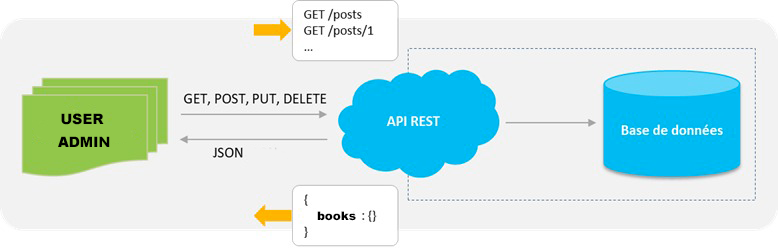 GET /posts
GET /posts/1
...
USER
ADMIN
GET, POST, PUT, DELETE
JSON
API REST
Base de données
{
books : {}
}